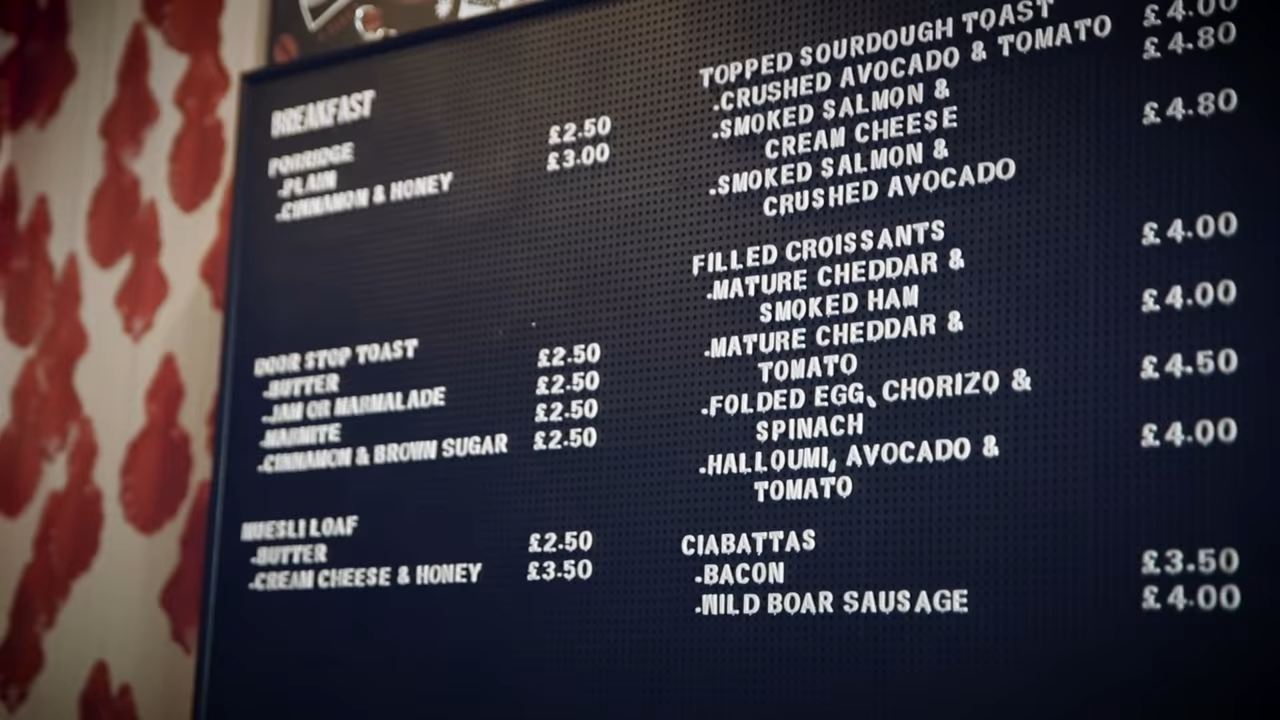 BREAKFAST
PORRIDGE
.PLAIN £2.50
.CINNAMON & HONEY £3.00
DOOR STOP TOAST
.BUTTER £2.50
.JAM OR MARMALADE £2.50
.MARMITE £2.50
.CINNAMON & BROWN SUGAR £2.50
MUESLI LOAF
.BUTTER £2.50
.CREAM CHEESE & HONEY £3.50
TOPPED SOURDOUGH TOAST
.CRUSHED AVOCADO & TOMATO £4.00
.SMOKED SALMON & £4.80
CREAM CHEESE
.SMOKED SALMON & £4.80
CRUSHED AVOCADO
FILLED CROISSANTS
.MATURE CHEDDAR & £4.00
SMOKED HAM
.MATURE CHEDDAR & £4.00
TOMATO
.FOLDED EGG, CHORIZO & £4.50
SPINACH
.HALLOUMI, AVOCADO & £4.00
TOMATO
CIABATTAS
.BACON £3.50
.WILD BOAR SAUSAGE £4.00